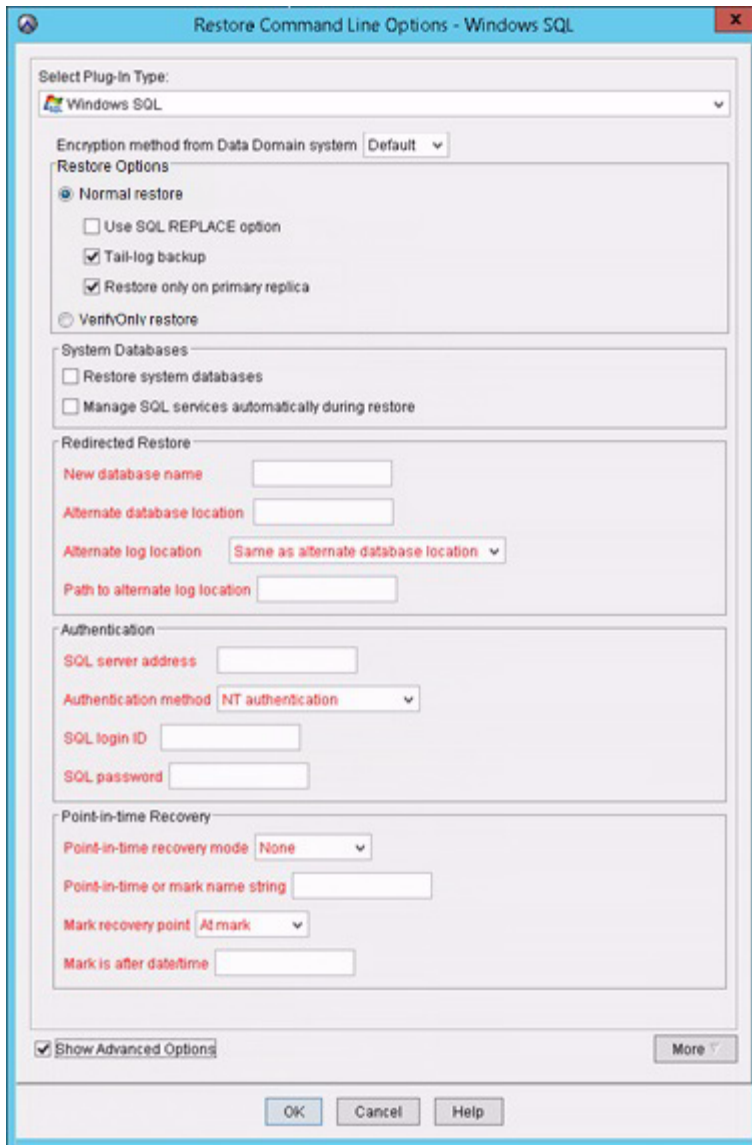 Restore Command Line Options - Windows SQL
x
Select Plug-In Type:
Windows SQL
Encryption method from Data Domain system Default
Restore Options
Normal restore
Use SQL REPLACE option
Tail-log backup
Restore only on primary replica
VerifyOnly restore
System Databases
Restore system databases
Manage SQL services automatically during restore
Redirected Restore
New database name
Alternate database location
Alternate log location Same as alternate database location
Path to alternate log location
Authentication
SQL server address
Authentication method NT authentication
SQL login ID
SQL password
Point-in-time Recovery
Point-in-time recovery mode None
Point-in-time or mark name string
Mark recovery point At mark
Mark is after date/time
Show Advanced Options More
OK Cancel Help